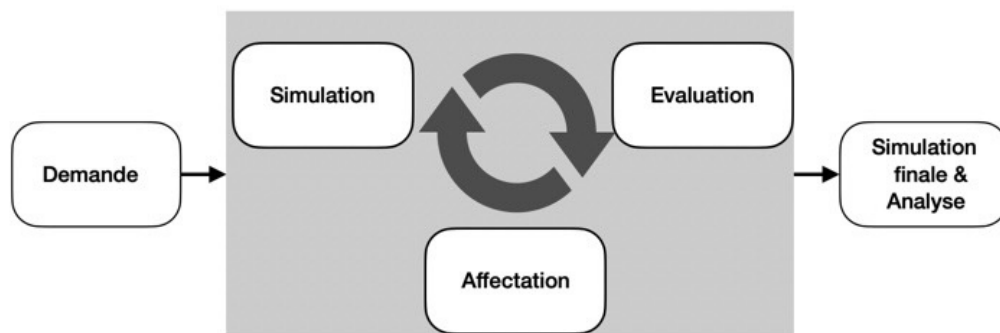 Demande
Simulation
Evaluation
Affectation
Simulation
finale &
Analyse